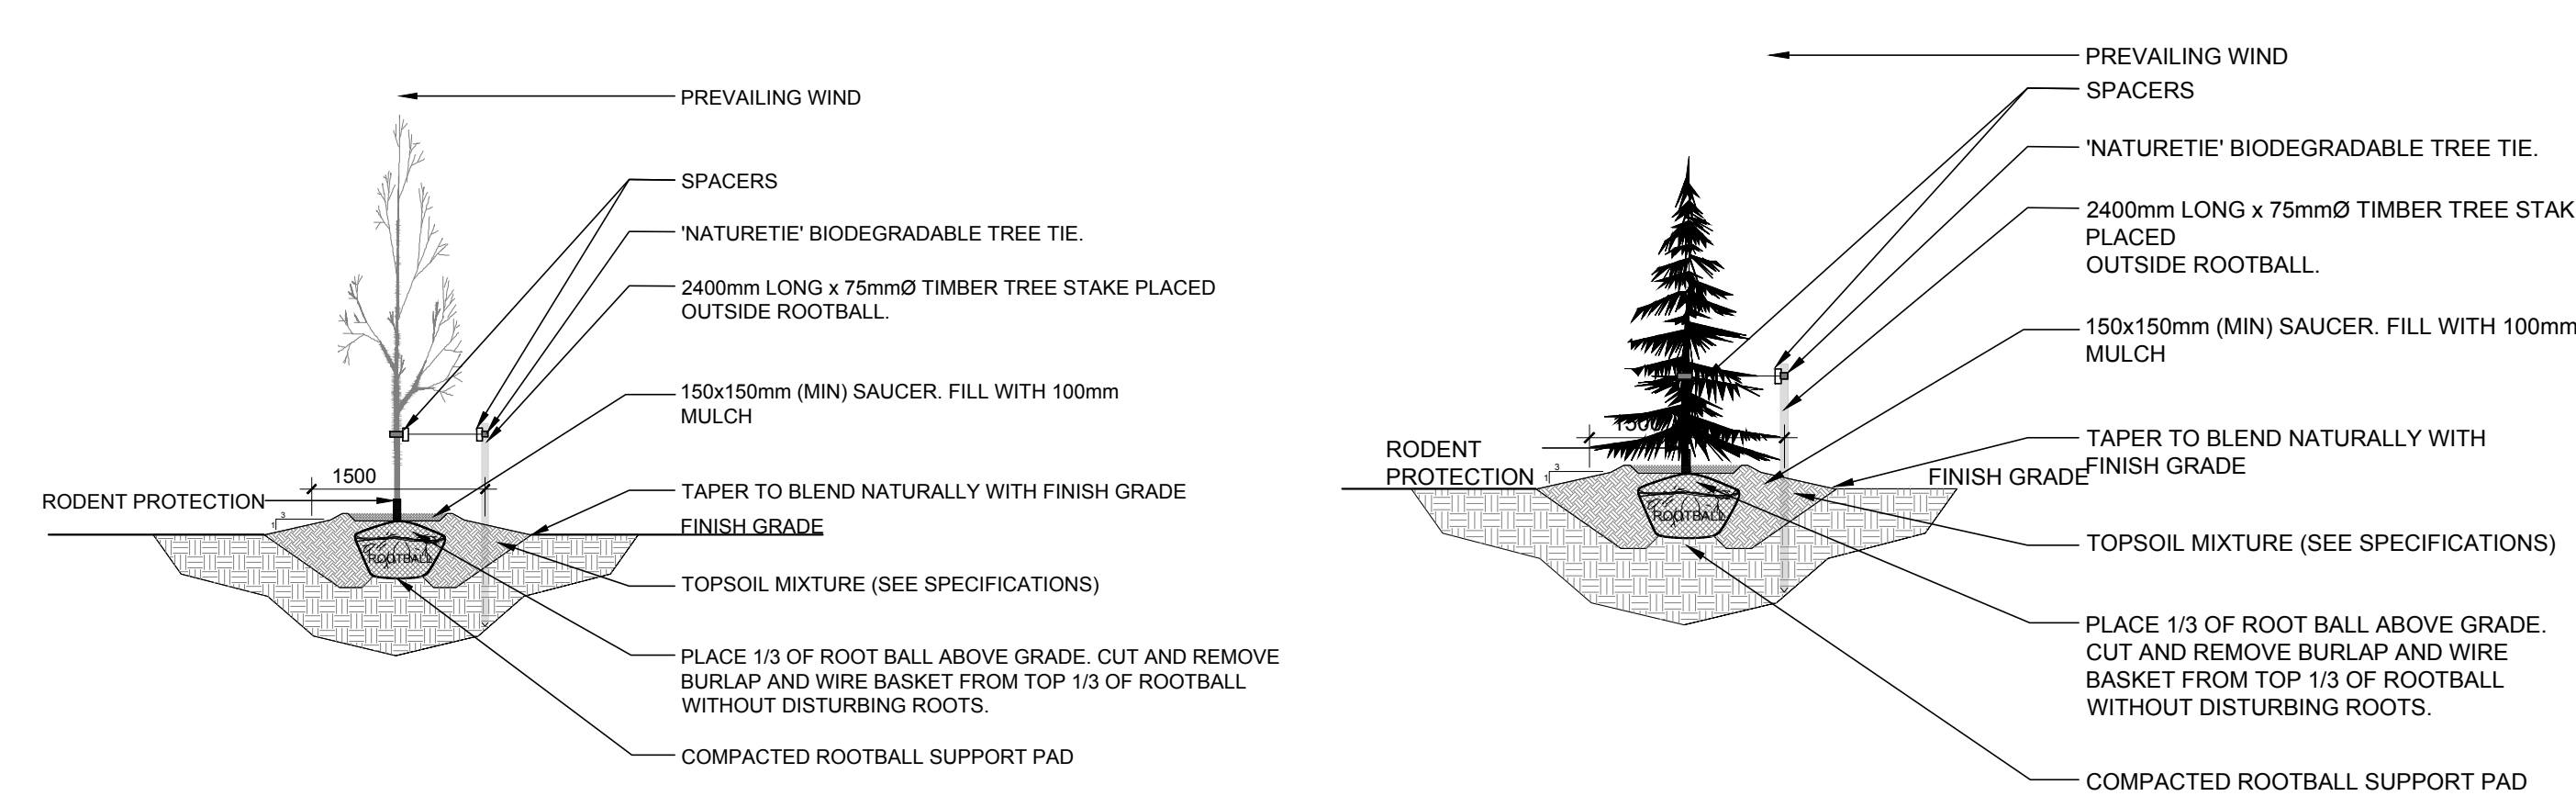 PREVAILING WIND
SPACERS
'NATURETIE' BIODEGRADABLE TREE TIE.
2400mm LONG x 75mmØ TIMBER TREE STAKE PLACED
OUTSIDE ROOTBALL.
150x150mm (MIN) SAUCER. FILL WITH 100mm
MULCH
1500
RODENT PROTECTION
3
1
TAPER TO BLEND NATURALLY WITH FINISH GRADE
FINISH GRADE
ROOTBALL
TOPSOIL MIXTURE (SEE SPECIFICATIONS)
PLACE 1/3 OF ROOT BALL ABOVE GRADE. CUT AND REMOVE
BURLAP AND WIRE BASKET FROM TOP 1/3 OF ROOTBALL
WITHOUT DISTURBING ROOTS.
COMPACTED ROOTBALL SUPPORT PAD
PREVAILING WIND
SPACERS
'NATURETIE' BIODEGRADABLE TREE TIE.
2400mm LONG x 75mmØ TIMBER TREE STAK
PLACED
OUTSIDE ROOTBALL.
150x150mm (MIN) SAUCER. FILL WITH 100mm
MULCH
1500
RODENT
PROTECTION
3
1
TAPER TO BLEND NATURALLY WITH
FINISH GRADE
FINISH GRADE
ROOTBALL
TOPSOIL MIXTURE (SEE SPECIFICATIONS)
PLACE 1/3 OF ROOT BALL ABOVE GRADE.
CUT AND REMOVE BURLAP AND WIRE
BASKET FROM TOP 1/3 OF ROOTBALL
WITHOUT DISTURBING ROOTS.
COMPACTED ROOTBALL SUPPORT PAD